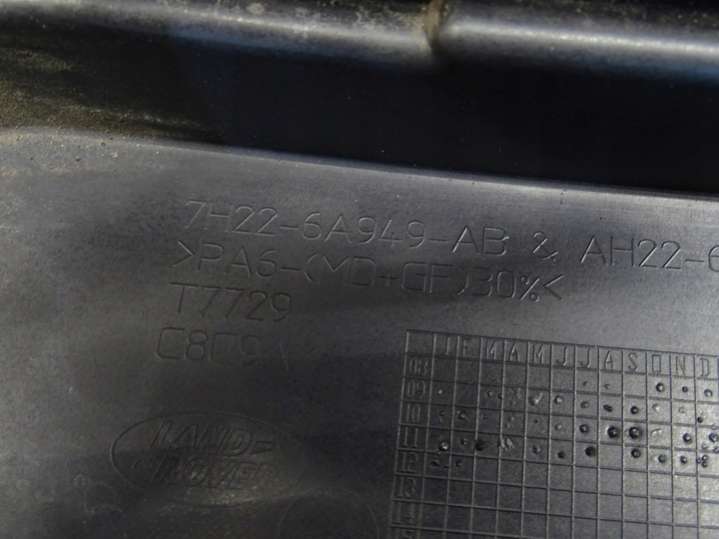 7H22-6A949-AB & AH22-6
>PA6-(MD+GF)30%<
T7729
C8C9
J F M A M J J A S O N D
08
09
10
11
12
13
14
LAND-
ROVER